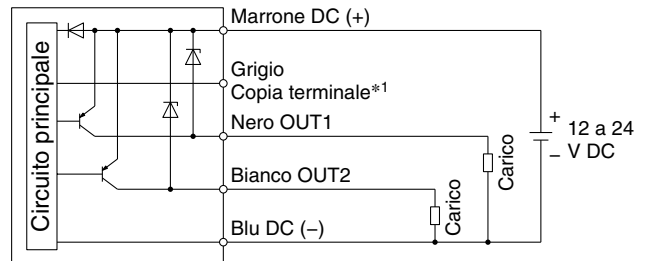 Circuito principale
Marrone DC (+)
Grigio
Copia terminale*1
Nero OUT1
Bianco OUT2
Blu DC (−)
Carico
Carico
+
−
12 a 24
V DC